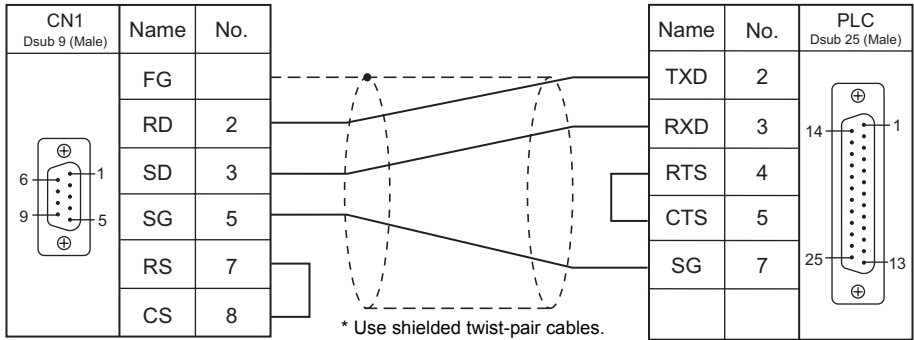 CN1
Dsub 9 (Male)
Name No.
FG
RD 2
SD 3
SG 5
RS 7
CS 8
6 1
9 5
* Use shielded twist-pair cables.
Name No.
PLC
Dsub 25 (Male)
TXD 2
RXD 3
RTS 4
CTS 5
SG 7
14 1
25 13